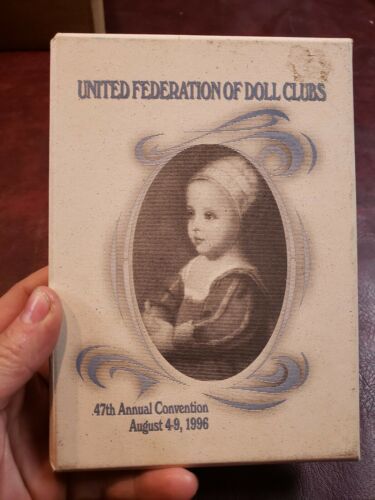 UNITED FEDERATION OF DOLL CLUBS
47th Annual Convention
August 4-9, 1996